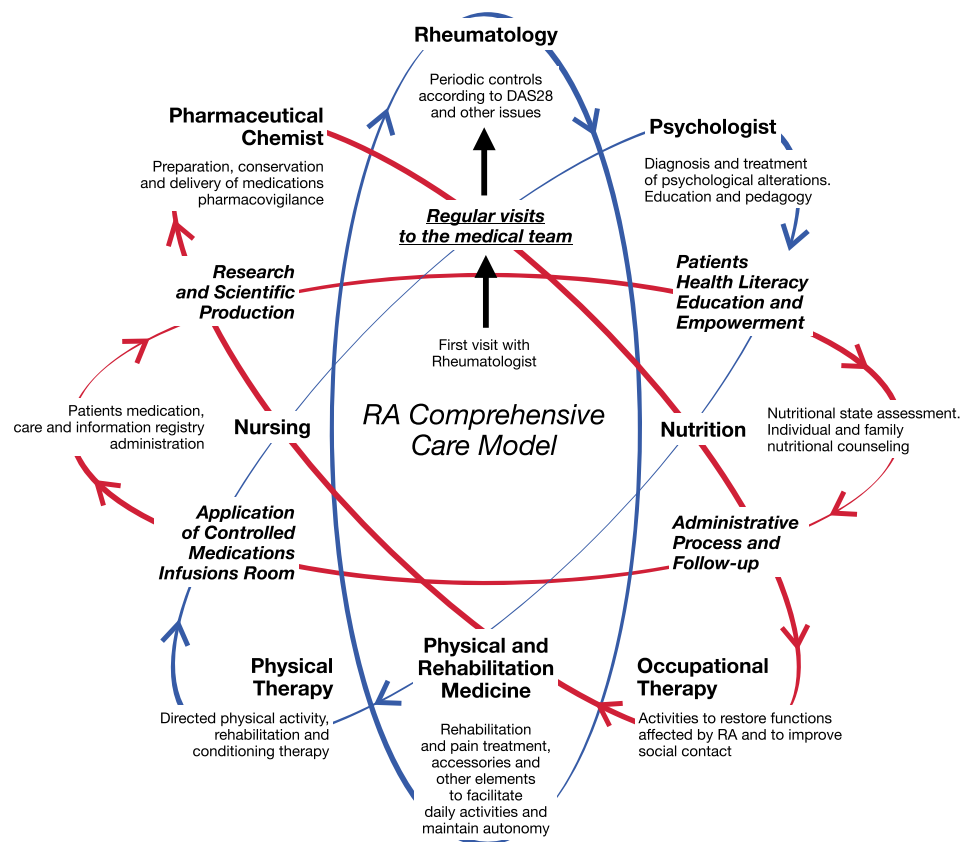 Rheumatology
Periodic controls
according to DAS28
and other issues
Pharmaceutical
Chemist
Preparation, conservation
and delivery of medications
pharmacovigilance
Psychologist
Diagnosis and treatment
of psychological alterations.
Education and pedagogy
Regular visits
to the medical team
Research
and Scientific
Production
Patients
Health Literacy
Education and
Empowerment
First visit with
Rheumatologist
Patients medication,
care and information registry
administration
Nursing
RA Comprehensive
Care Model
Nutrition
Nutritional state assessment.
Individual and family
nutritional counseling
Application
of Controlled
Medications
Infusions Room
Administrative
Process and
Follow-up
Physical
Therapy
Directed physical activity,
rehabilitation and
conditioning therapy
Physical and
Rehabilitation
Medicine
Rehabilitation
and pain treatment,
accessories and
other elements
to facilitate
daily activities and
maintain autonomy
Occupational
Therapy
Activities to restore functions
affected by RA and to improve
social contact